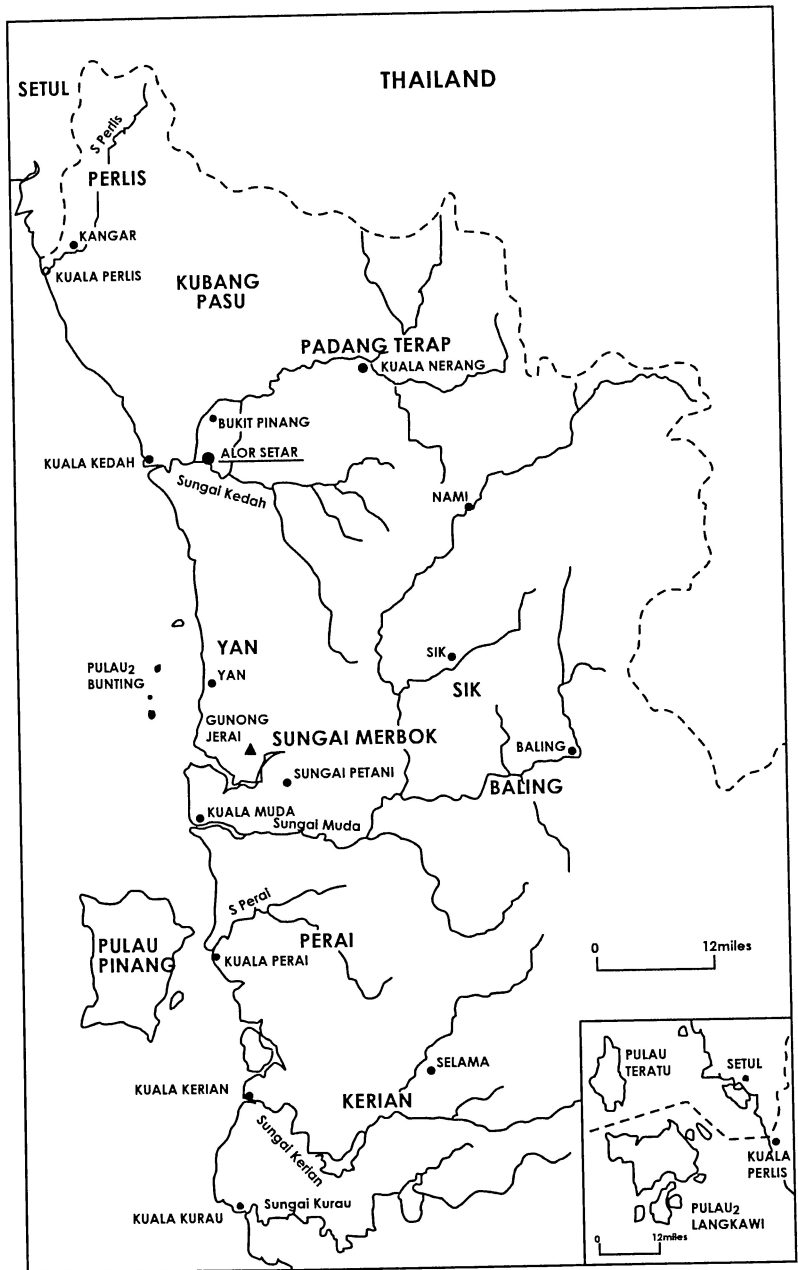 THAILAND
SETUL
S Perlis
PERLIS
KANGAR
KUALA PERLIS
KUBANG
PASU
PADANG TERAP
KUALA NERANG
BUKIT PINANG
ALOR SETAR
KUALA KEDAH
Sungai Kedah
NAMI
YAN
SIK
PULAU2
BUNTING
YAN
SIK
GUNONG
JERAI
SUNGAI MERBOK
BALING
SUNGAI PETANI
BALING
KUALA MUDA
Sungai Muda
S Perai
PERAI
PULAU
PINANG
KUALA PERAI
0 12miles
SELAMA
KUALA KERIAN
KERIAN
Sungai Kerian
Sungai Kurau
KUALA KURAU
PULAU
TERATU
SETUL
KUALA
PERLIS
PULAU2
LANGKAWI
0 12miles